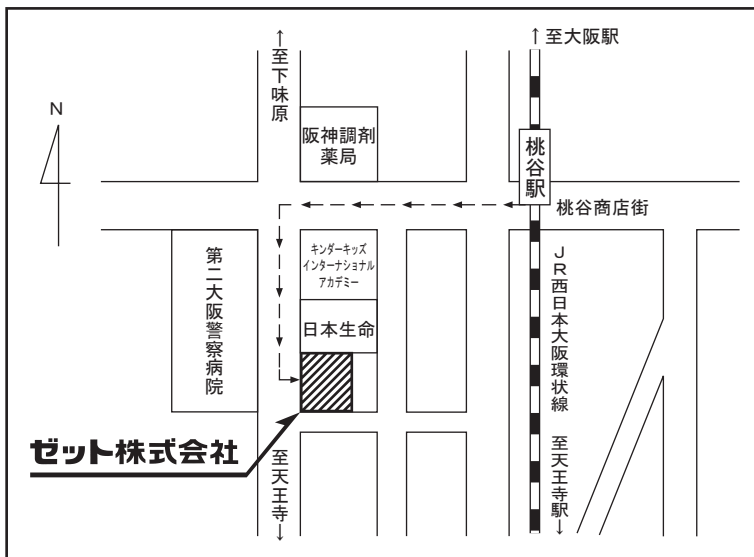 ↑至大阪駅
↑至下味原
N
阪神調剤
薬局
桃谷駅
桃谷商店街
第二大阪警察病院
キンダーキッズ
インターナショナル
アカデミー
日本生命
JR西日本大阪環状線
至天王寺駅↓
ゼット株式会社
至天王寺↓